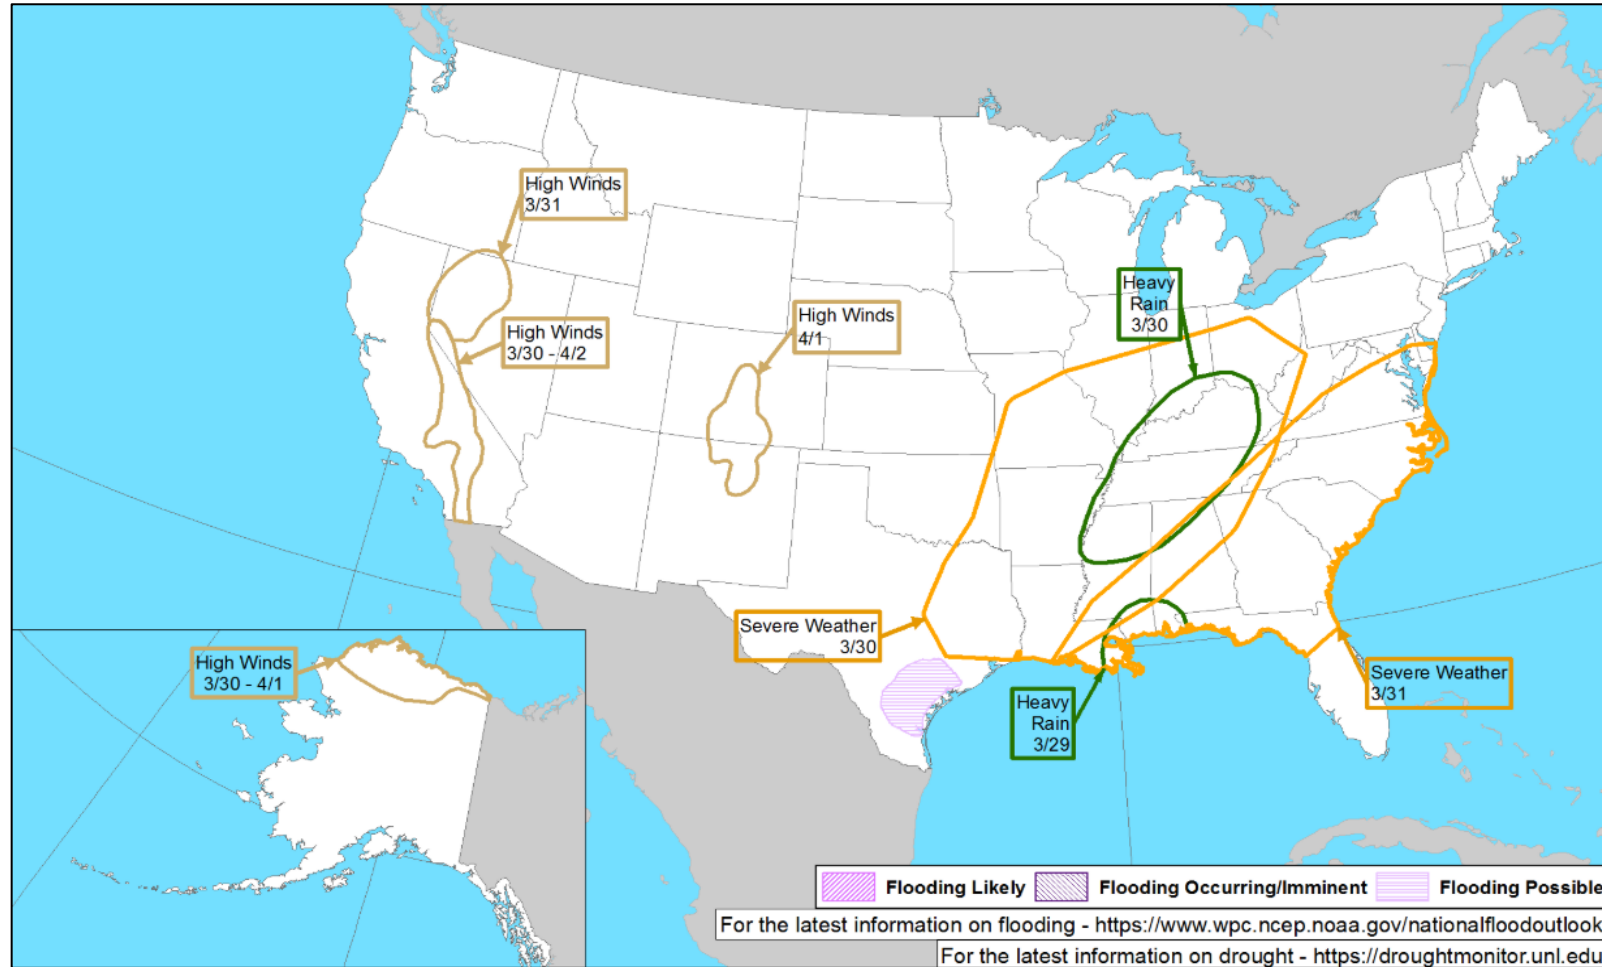 High Winds
3/31
High Winds
3/30 - 4/2
High Winds
4/1
Heavy
Rain
3/30
Severe Weather
3/30
High Winds
3/30 - 4/1
Heavy
Rain
3/29
Severe Weather
3/31
Flooding Likely
Flooding Occurring/Imminent
Flooding Possible
For the latest information on flooding - https://www.wpc.ncep.noaa.gov/nationalfloodoutlook
For the latest information on drought - https://droughtmonitor.unl.edu